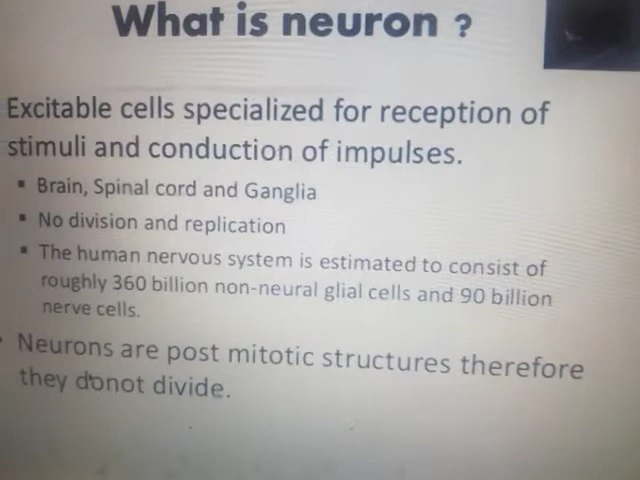 What is neuron ?
Excitable cells specialized for reception of
stimuli and conduction of impulses.
▪ Brain, Spinal cord and Ganglia
▪ No division and replication
▪ The human nervous system is estimated to consist of
roughly 360 billion non-neural glial cells and 90 billion
nerve cells.
• Neurons are post mitotic structures therefore
they donot divide.